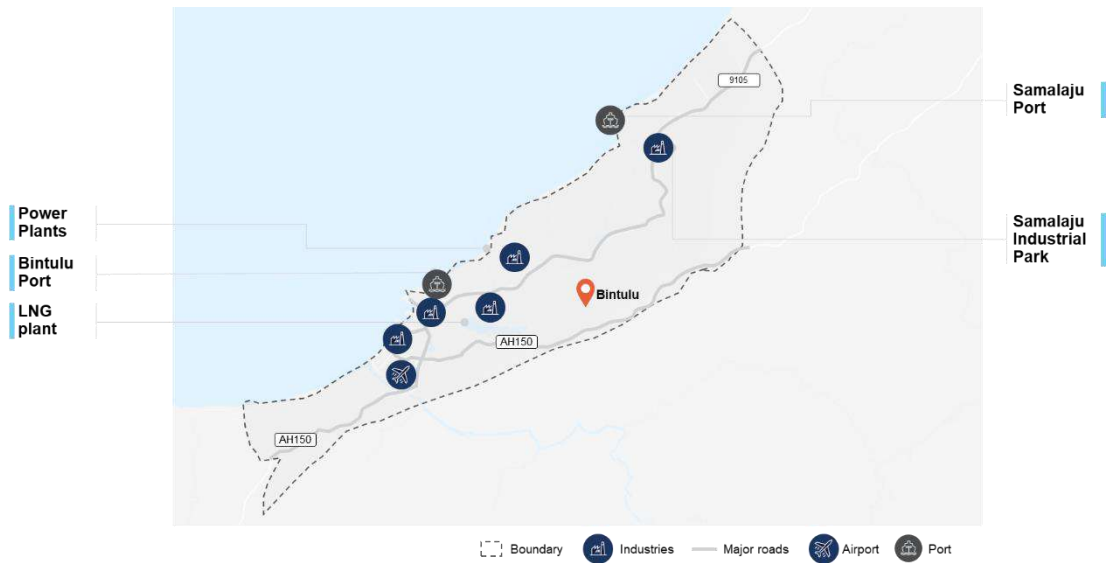 9105
Samalaju
Port
Power
Plants
Samalaju
Industrial
Park
Bintulu
Port
Bintulu
LNG
plant
AH150
AH150
Boundary
Industries
Major roads
Airport
Port